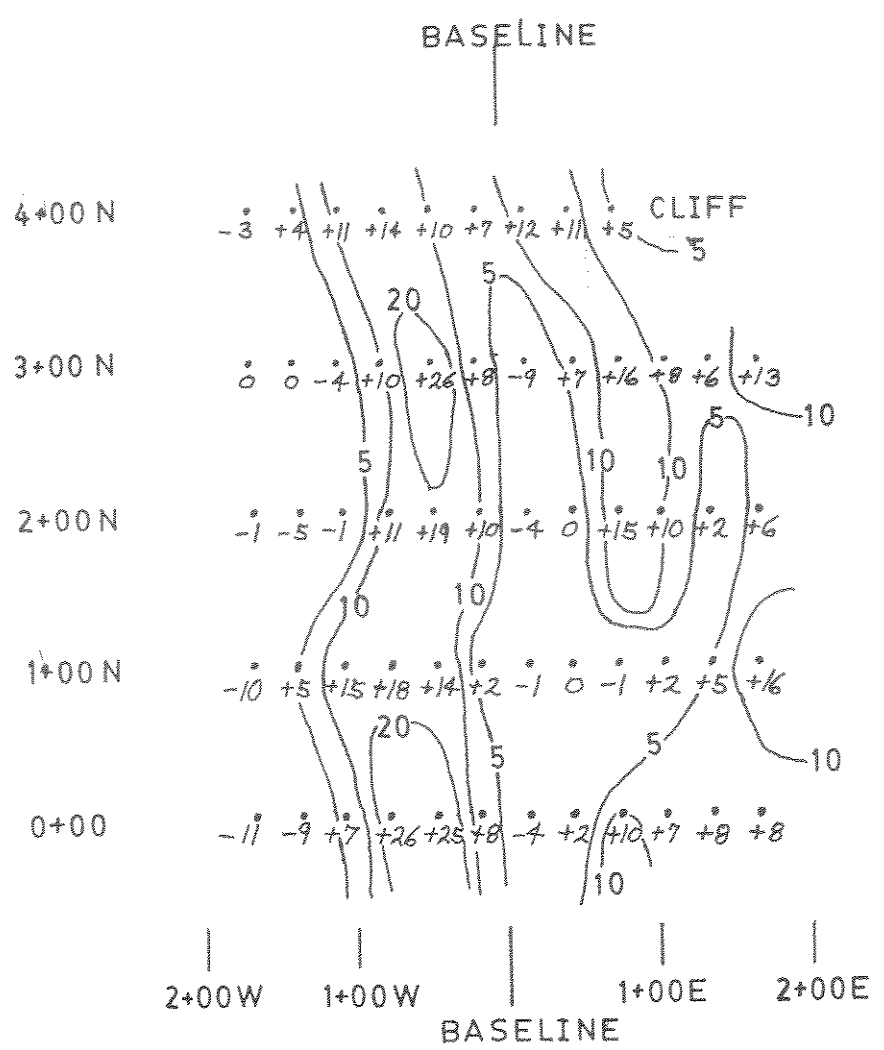 BASELINE
4+00 N
CLIFF
-3 +4 +11 +14 +10 +7 +12 +11 +5
5
5
20
3+00 N
0 0 -4 +10 +26 +8 -9 +7 +16 +8 +6 +13
5 10
5 10 10
2+00 N
-1 -5 -1 +11 +19 +10 -4 0 +15 +10 +2 +6
10 10
1+00 N
-10 +5 +15 +18 +14 +2 -1 0 -1 +2 +5 +16
20 5 5 10
0+00
-11 -9 +7 +26 +25 +8 -4 +2 +10 +7 +8 +8
10
2+00W 1+00W 1+00E 2+00E
BASELINE